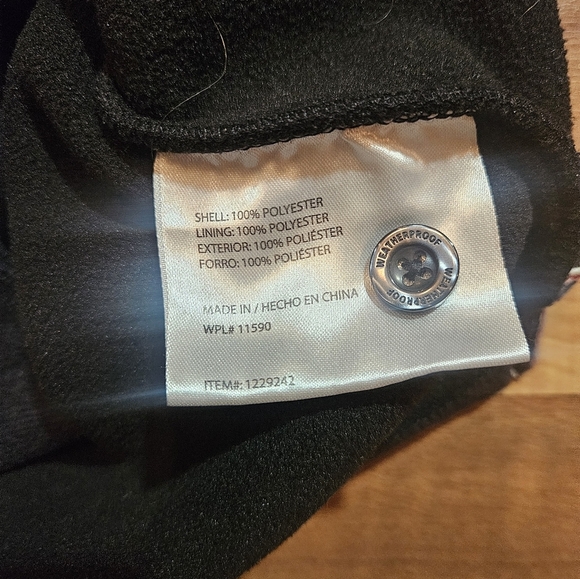 SHELL: 100% POLYESTER
LINING: 100% POLYESTER
EXTERIOR: 100% POLIÉSTER
FORRO: 100% POLIÉSTER
WEATHERPROOF
WEATHERPROOF
MADE IN / HECHO EN CHINA
WPL# 11590
ITEM#: 1229242